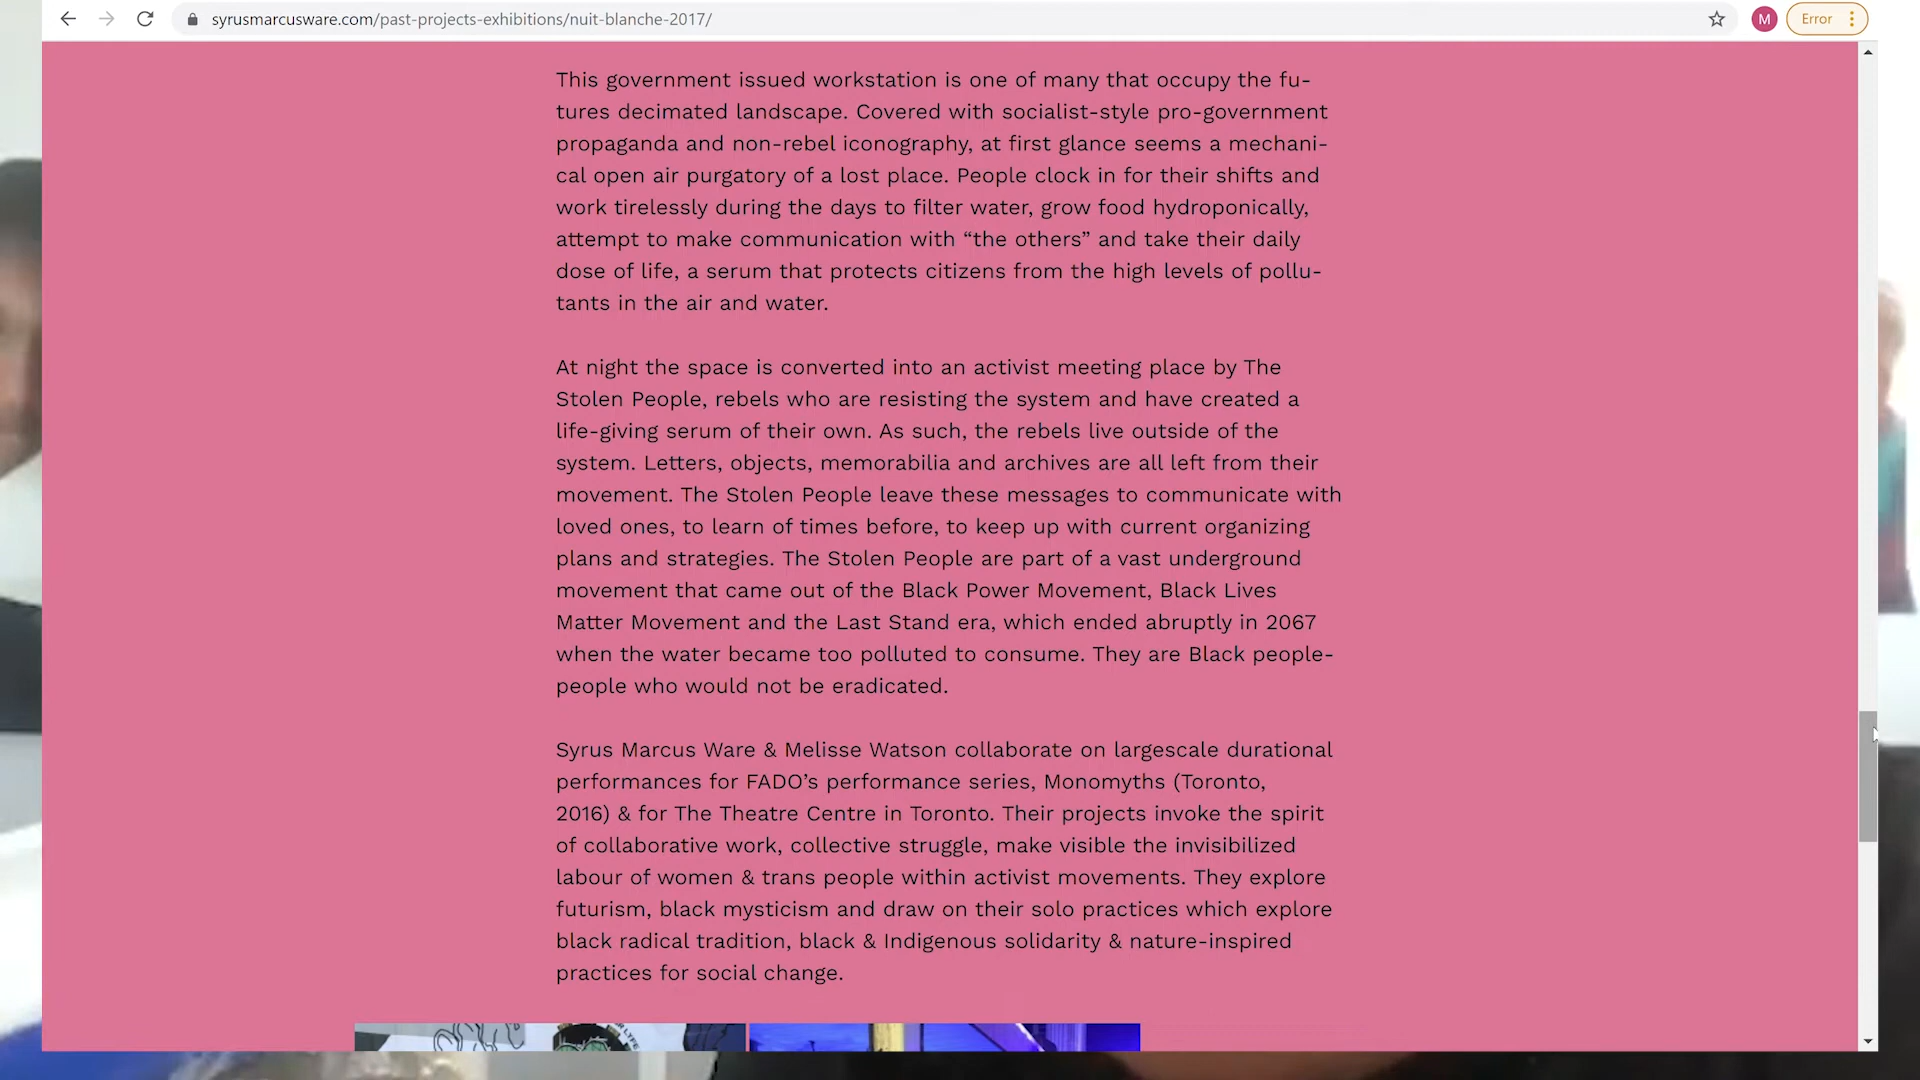 syrusmarcusware.com/past-projects-exhibitions/nuit-blanche-2017/
M
Error
This government issued workstation is one of many that occupy the fu-
tures decimated landscape. Covered with socialist-style pro-government
propaganda and non-rebel iconography, at first glance seems a mechani-
cal open air purgatory of a lost place. People clock in for their shifts and
work tirelessly during the days to filter water, grow food hydroponically,
attempt to make communication with “the others” and take their daily
dose of life, a serum that protects citizens from the high levels of pollu-
tants in the air and water.
At night the space is converted into an activist meeting place by The
Stolen People, rebels who are resisting the system and have created a
life-giving serum of their own. As such, the rebels live outside of the
system. Letters, objects, memorabilia and archives are all left from their
movement. The Stolen People leave these messages to communicate with
loved ones, to learn of times before, to keep up with current organizing
plans and strategies. The Stolen People are part of a vast underground
movement that came out of the Black Power Movement, Black Lives
Matter Movement and the Last Stand era, which ended abruptly in 2067
when the water became too polluted to consume. They are Black people-
people who would not be eradicated.
Syrus Marcus Ware & Melisse Watson collaborate on largescale durational
performances for FADO’s performance series, Monomyths (Toronto,
2016) & for The Theatre Centre in Toronto. Their projects invoke the spirit
of collaborative work, collective struggle, make visible the invisibilized
labour of women & trans people within activist movements. They explore
futurism, black mysticism and draw on their solo practices which explore
black radical tradition, black & Indigenous solidarity & nature-inspired
practices for social change.